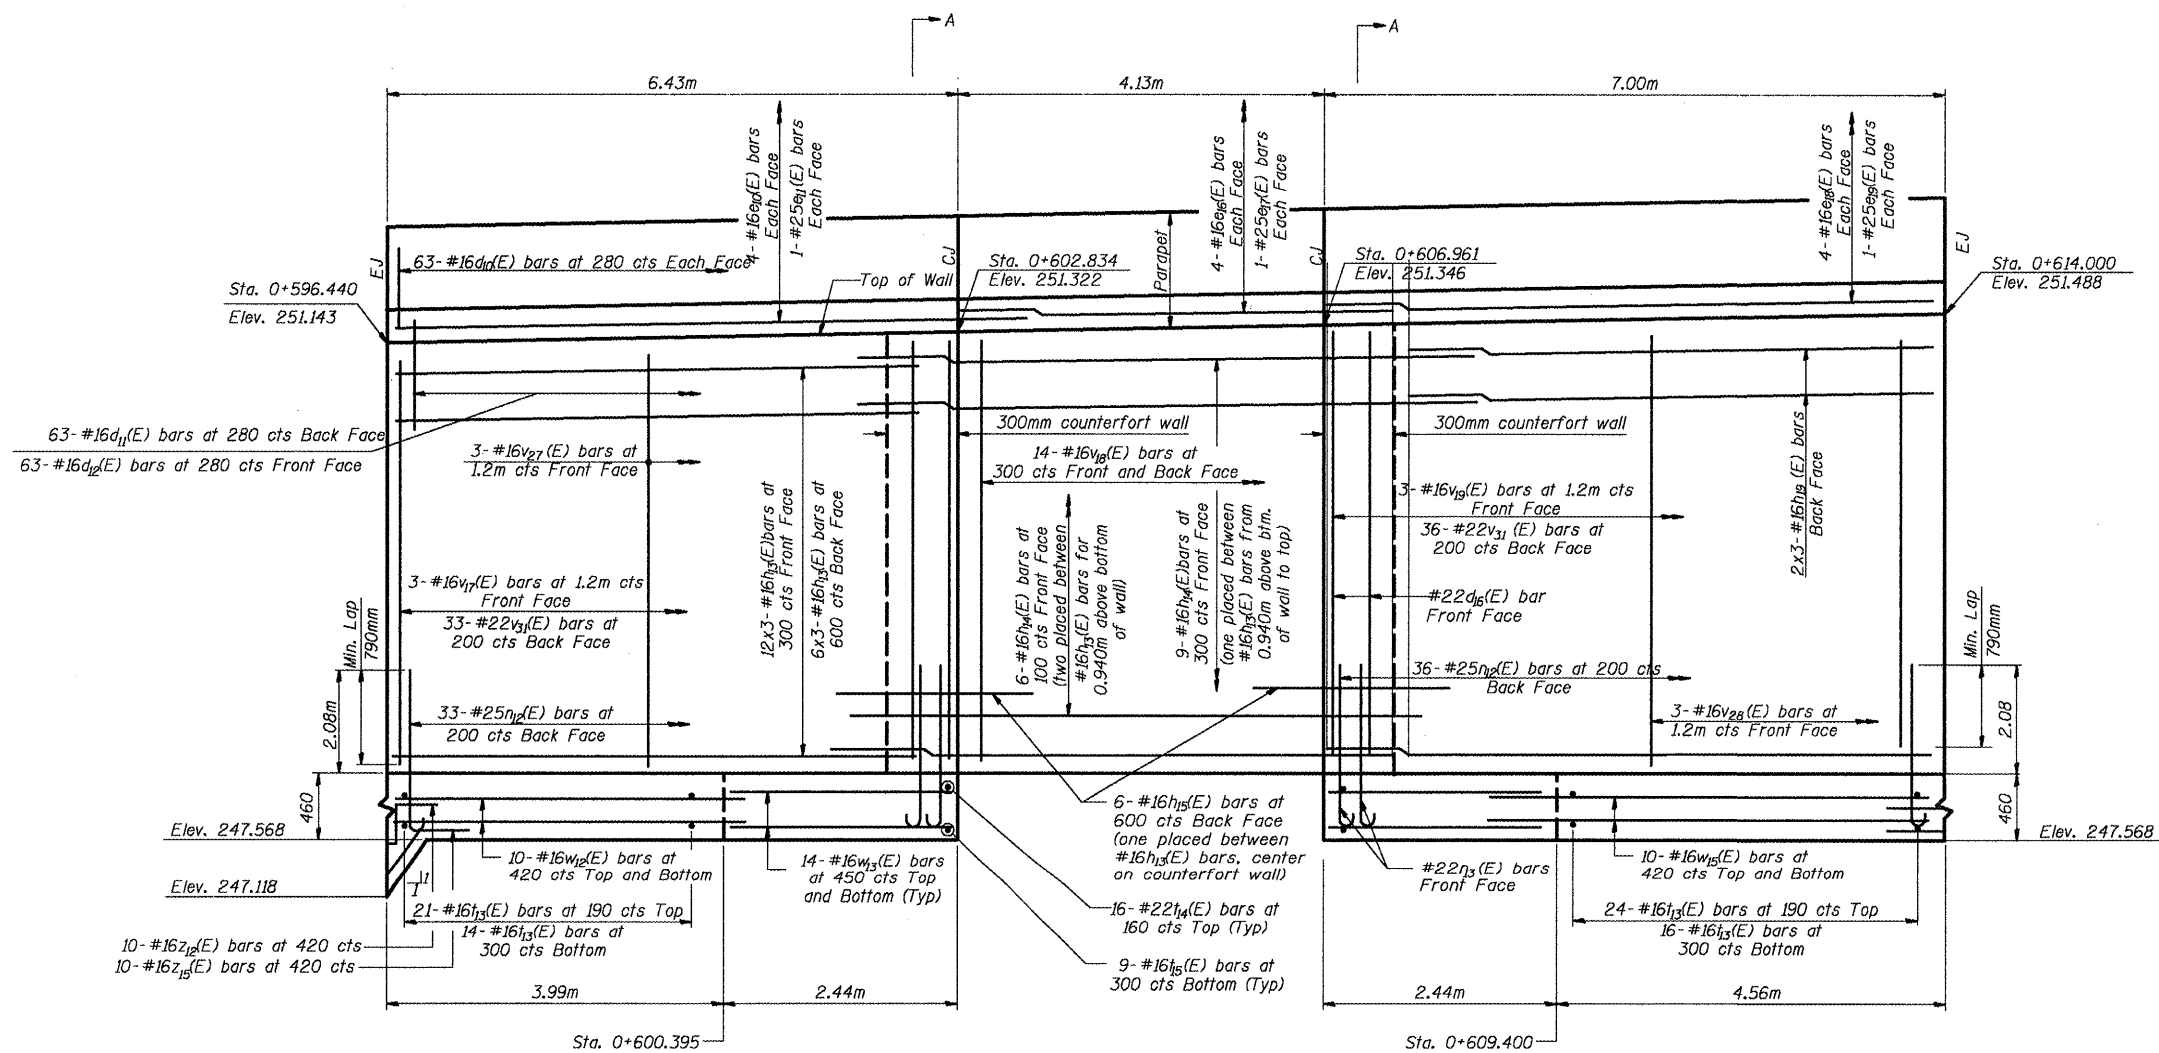 A
A
6.43m
4.13m
7.00m
4-#16e10(E) bars
Each Face
1-#25e11(E) bars
Each Face
4-#16e16(E) bars
Each Face
1-#25e17(E) bars
Each Face
4-#16e18(E) bars
Each Face
1-#25e19(E) bars
Each Face
EJ
CJ
CJ
EJ
Parapet
63-#16d10(E) bars at 280 cts Each Face
Sta. 0+596.440
Elev. 251.143
Top of Wall
Sta. 0+602.834
Elev. 251.322
Sta. 0+606.961
Elev. 251.346
Sta. 0+614.000
Elev. 251.488
63-#16d11(E) bars at 280 cts Back Face
63-#16d12(E) bars at 280 cts Front Face
3-#16v27(E) bars at
1.2m cts Front Face
300mm counterfort wall
14-#16v18(E) bars at
300 cts Front and Back Face
300mm counterfort wall
12x3-#16h13(E)bars at
300 cts Front Face
6x3-#16h13(E) bars at
600 cts Back Face
6-#16h14(E) bars at
100 cts Front Face
(two placed between
#16h13(E) bars for
0.940m above bottom
of wall)
9-#16h14(E)bars at
300 cts Front Face
(one placed between
#16h13(E) bars from
0.940m above btm.
of wall to top)
3-#16v19(E) bars at 1.2m cts
Front Face
36-#22v31(E) bars at
200 cts Back Face
2x3-#16h19(E) bars
Back Face
3-#16v17(E) bars at 1.2m cts
Front Face
33-#22v31(E) bars at
200 cts Back Face
#22d16(E) bar
Front Face
Min. Lap
790mm
Min. Lap
790mm
36-#25n12(E) bars at 200 cts
Back Face
33-#25n12(E) bars at
200 cts Back Face
3-#16v28(E) bars at
1.2m cts Front Face
2.08m
2.08
460
460
Elev. 247.568
Elev. 247.568
Elev. 247.118
1
1
10-#16w12(E) bars at
420 cts Top and Bottom
14-#16w13(E) bars
at 450 cts Top
and Bottom (Typ)
6-#16h15(E) bars at
600 cts Back Face
(one placed between
#16h13(E) bars, center
on counterfort wall)
#22n3(E) bars
Front Face
10-#16w15(E) bars at
420 cts Top and Bottom
21-#16t13(E) bars at 190 cts Top
14-#16t13(E) bars at
300 cts Bottom
16-#22t14(E) bars at
160 cts Top (Typ)
24-#16t13(E) bars at 190 cts Top
16-#16t13(E) bars at
300 cts Bottom
10-#16z12(E) bars at 420 cts
10-#16z15(E) bars at 420 cts
9-#16t15(E) bars at
300 cts Bottom (Typ)
3.99m
2.44m
2.44m
4.56m
Sta. 0+600.395
Sta. 0+609.400